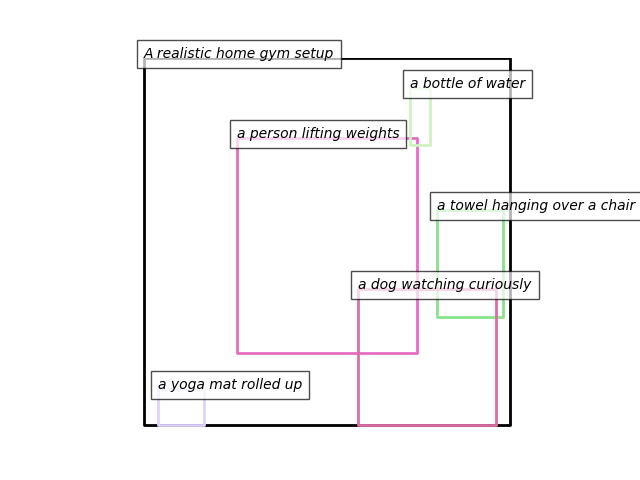 A realistic home gym setup
a bottle of water
a person lifting weights
a towel hanging over a chair
a dog watching curiously
a yoga mat rolled up